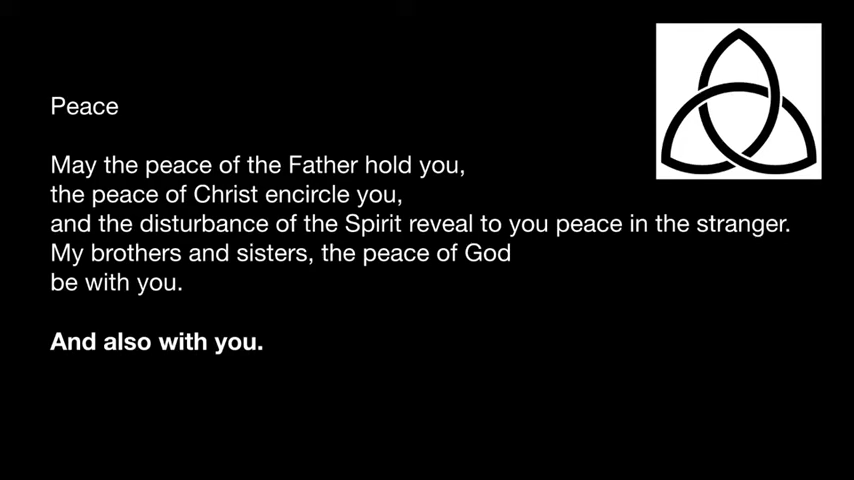 Peace
May the peace of the Father hold you,
the peace of Christ encircle you,
and the disturbance of the Spirit reveal to you peace in the stranger.
My brothers and sisters, the peace of God
be with you.
And also with you.